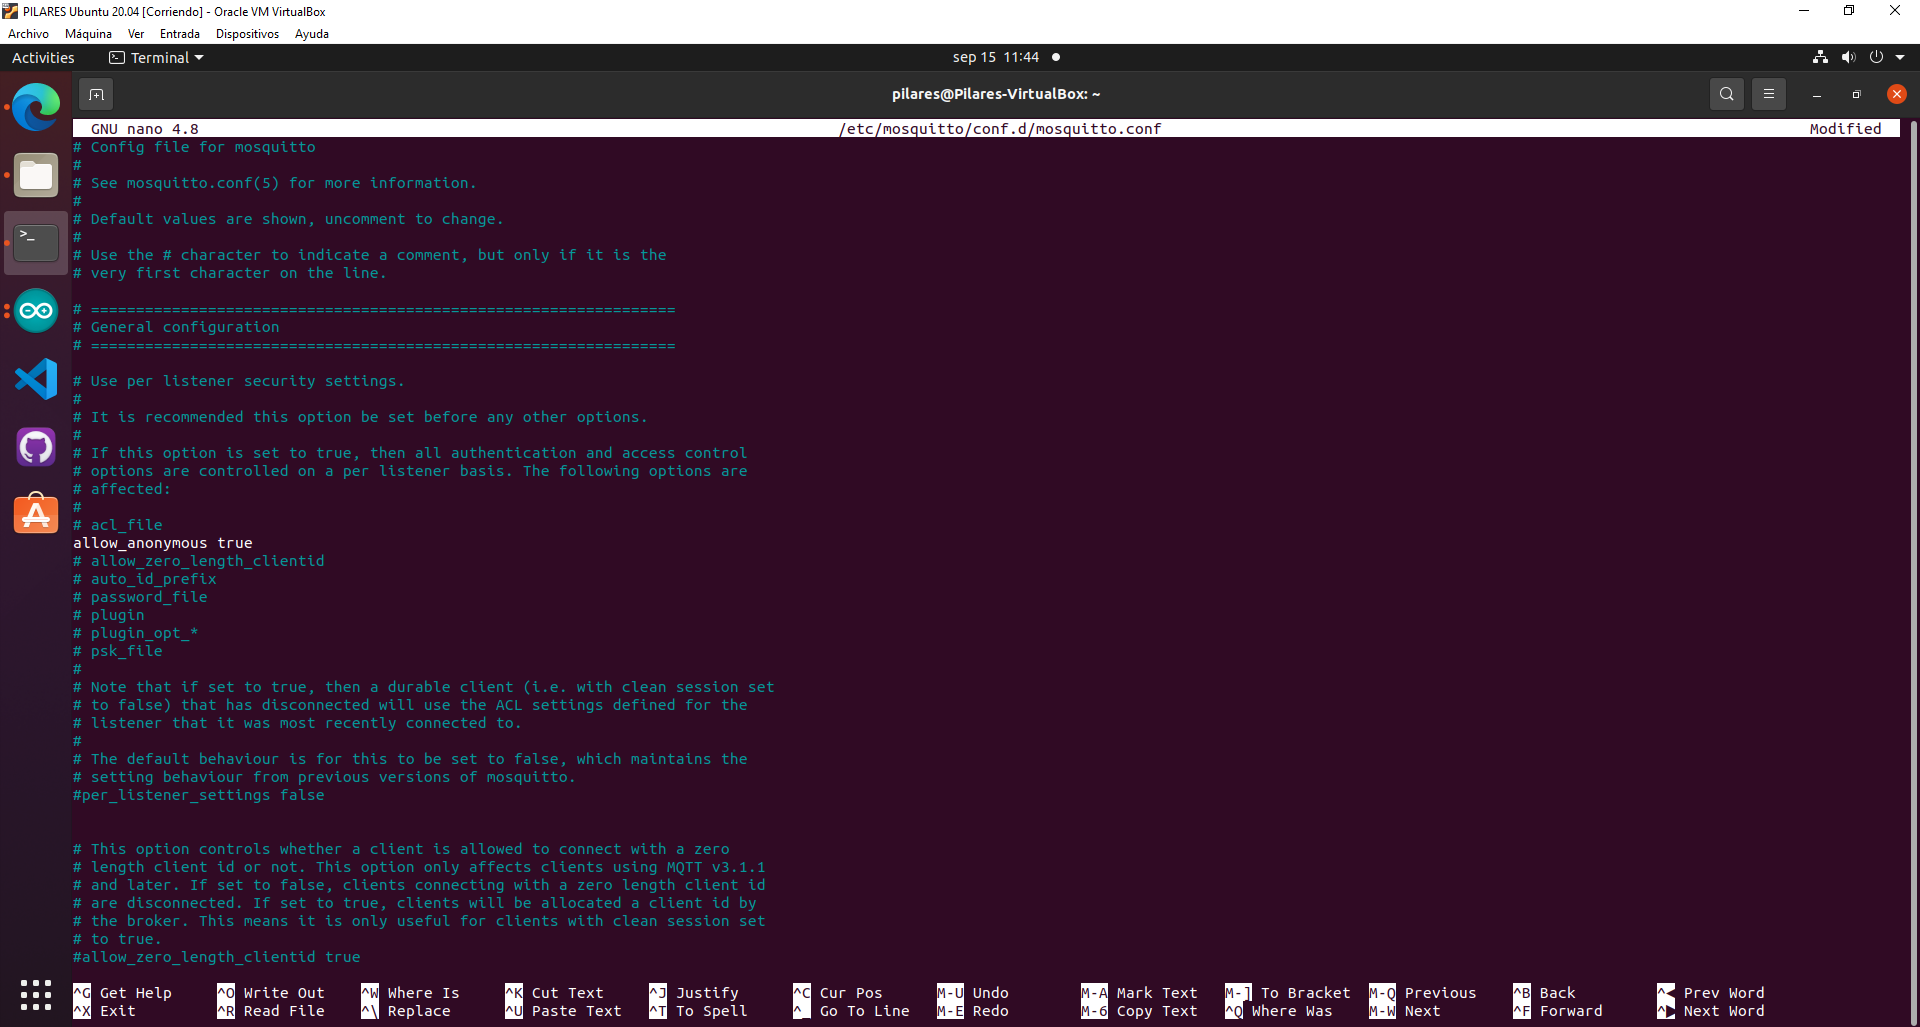 PILARES Ubuntu 20.04 [Corriendo] - Oracle VM VirtualBox
Archivo Máquina Ver Entrada Dispositivos Ayuda
Activities Terminal sep 15 11:44
pilares@Pilares-VirtualBox: ~
GNU nano 4.8 /etc/mosquitto/conf.d/mosquitto.conf Modified
# Config file for mosquitto
#
# See mosquitto.conf(5) for more information.
#
# Default values are shown, uncomment to change.
#
# Use the # character to indicate a comment, but only if it is the
# very first character on the line.
# =================================================================
# General configuration
# =================================================================
# Use per listener security settings.
#
# It is recommended this option be set before any other options.
#
# If this option is set to true, then all authentication and access control
# options are controlled on a per listener basis. The following options are
# affected:
#
# acl_file
allow_anonymous true
# allow_zero_length_clientid
# auto_id_prefix
# password_file
# plugin
# plugin_opt_*
# psk_file
#
# Note that if set to true, then a durable client (i.e. with clean session set
# to false) that has disconnected will use the ACL settings defined for the
# listener that it was most recently connected to.
#
# The default behaviour is for this to be set to false, which maintains the
# setting behaviour from previous versions of mosquitto.
#per_listener_settings false
# This option controls whether a client is allowed to connect with a zero
# length client id or not. This option only affects clients using MQTT v3.1.1
# and later. If set to false, clients connecting with a zero length client id
# are disconnected. If set to true, clients will be allocated a client id by
# the broker. This means it is only useful for clients with clean session set
# to true.
#allow_zero_length_clientid true
^G Get Help ^O Write Out ^W Where Is ^K Cut Text ^J Justify ^C Cur Pos M-U Undo M-A Mark Text M-] To Bracket M-Q Previous ^B Back ^◀ Prev Word
^X Exit ^R Read File ^\ Replace ^U Paste Text ^T To Spell ^_ Go To Line M-E Redo M-6 Copy Text ^Q Where Was M-W Next ^F Forward ^▶ Next Word